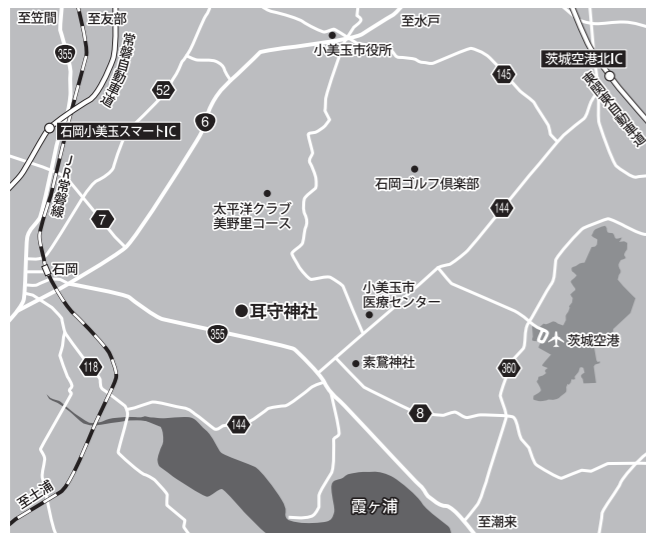 至笠間
至友部
至水戸
355
常磐自動車道
小美玉市役所
茨城空港北IC
145
東関東自動車道
52
6
石岡小美玉スマートIC
JR常磐線
石岡ゴルフ倶楽部
太平洋クラブ
美野里コース
144
7
石岡
小美玉市
医療センター
耳守神社
355
茨城空港
素鵞神社
118
360
8
144
至土浦
霞ヶ浦
至潮来